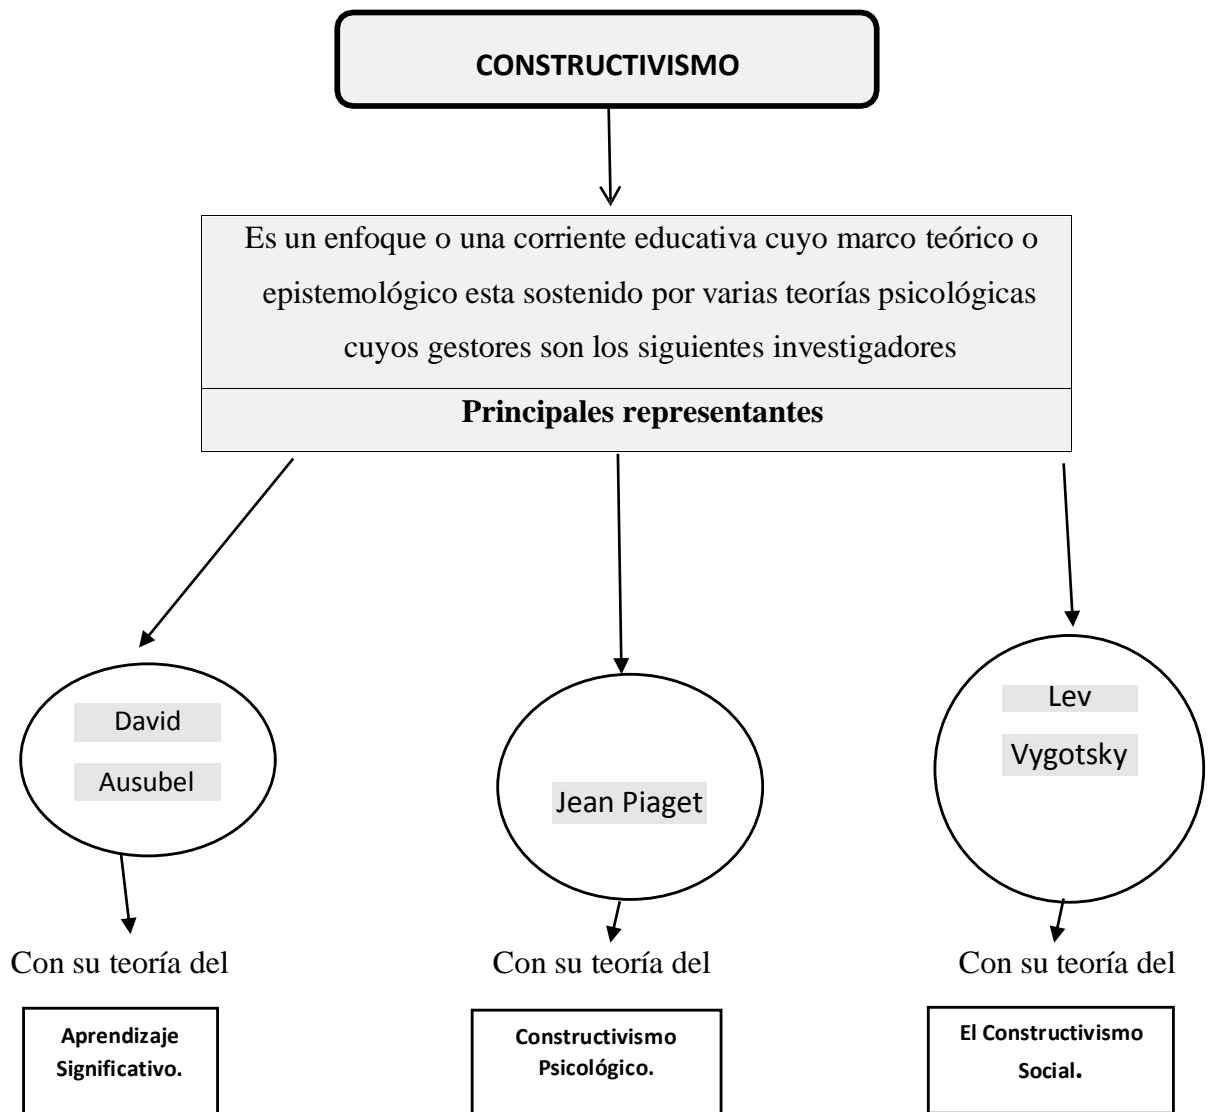 CONSTRUCTIVISMO
Es un enfoque o una corriente educativa cuyo marco teórico o
epistemológico esta sostenido por varias teorías psicológicas
cuyos gestores son los siguientes investigadores
Principales representantes
David
Ausubel
Jean Piaget
Lev
Vygotsky
Con su teoría del
Con su teoría del
Con su teoría del
Aprendizaje
Significativo.
Constructivismo
Psicológico.
El Constructivismo
Social.